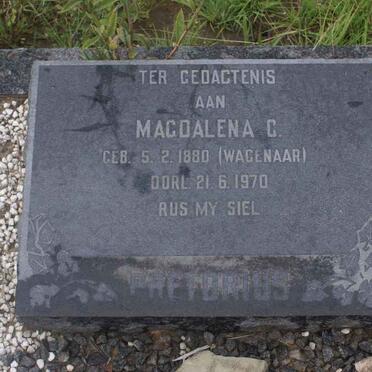 TER GEDAGTENIS
AAN
MAGDALENA C.
GEB. 5.2.1880 (WAGENAAR)
OORL. 21.6.1970
RUS MY SIEL
PRETORIUS